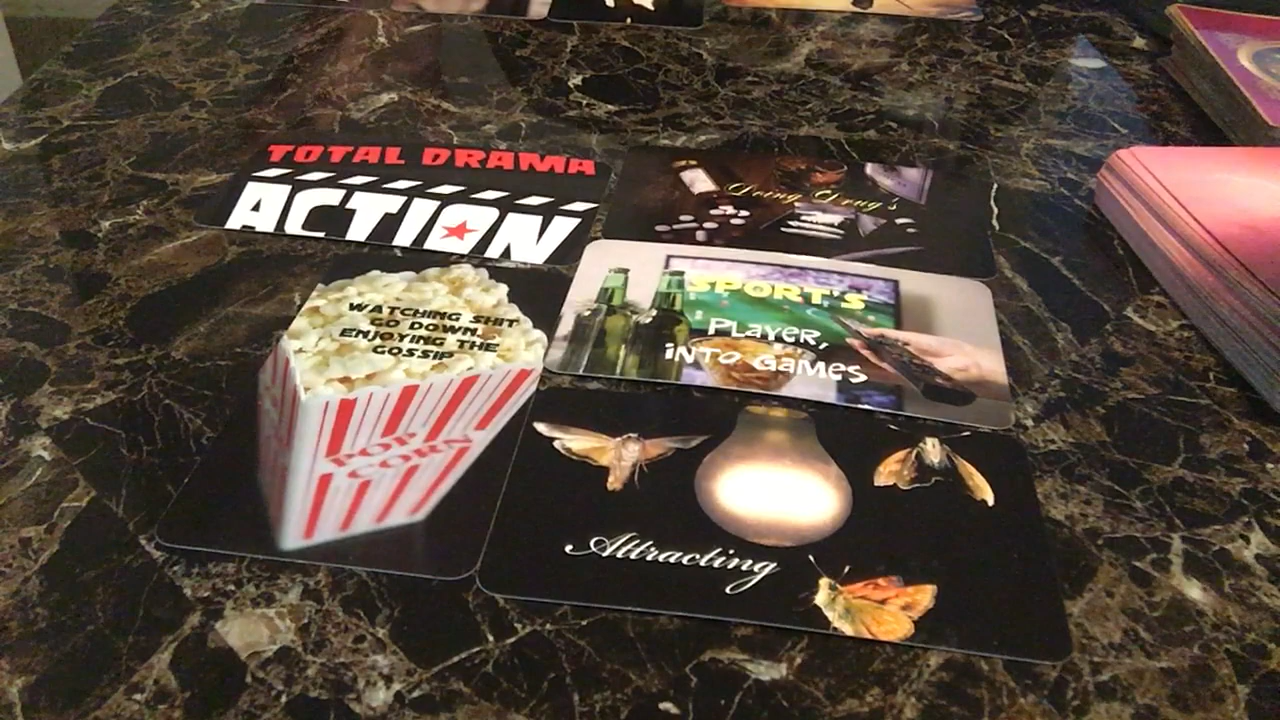 TOTAL DRAMA
ACTION
Doing Drug's
SPORT'S
PLAYER,
INTO GAMES
WATCHING SHIT
GO DOWN,
ENJOYING THE
GOSSIP
POP
CORN
Attracting